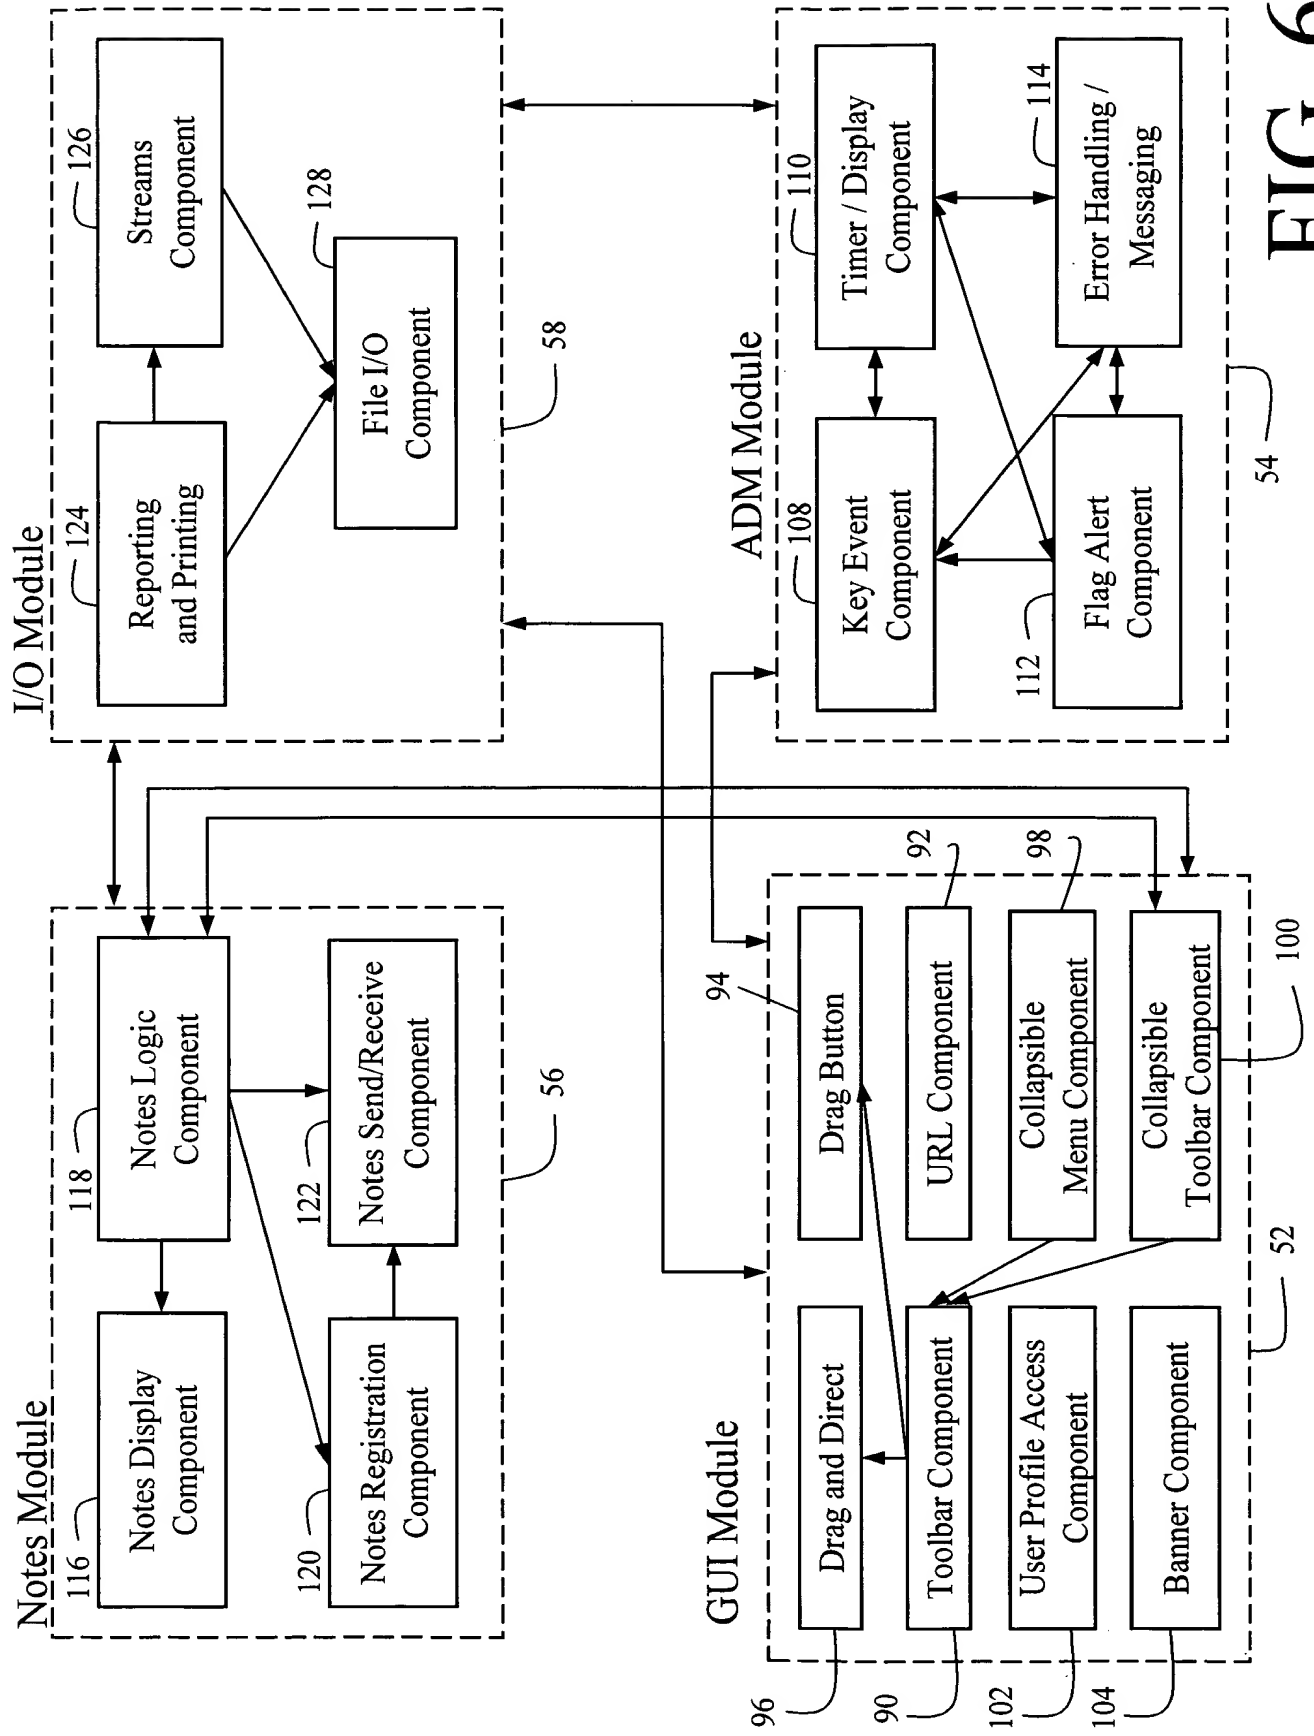 Notes Module
116
Notes Display
Component
118
Notes Logic
Component
120
Notes Registration
Component
122
Notes Send/Receive
Component
56
I/O Module
124
Reporting
and Printing
126
Streams
Component
128
File I/O
Component
58
GUI Module
96
Drag and Direct
94
Drag Button
90
Toolbar Component
92
URL Component
102
User Profile Access
Component
98
Collapsible
Menu Component
104
Banner Component
100
Collapsible
Toolbar Component
52
ADM Module
108
Key Event
Component
110
Timer / Display
Component
112
Flag Alert
Component
114
Error Handling /
Messaging
54
FIG 6